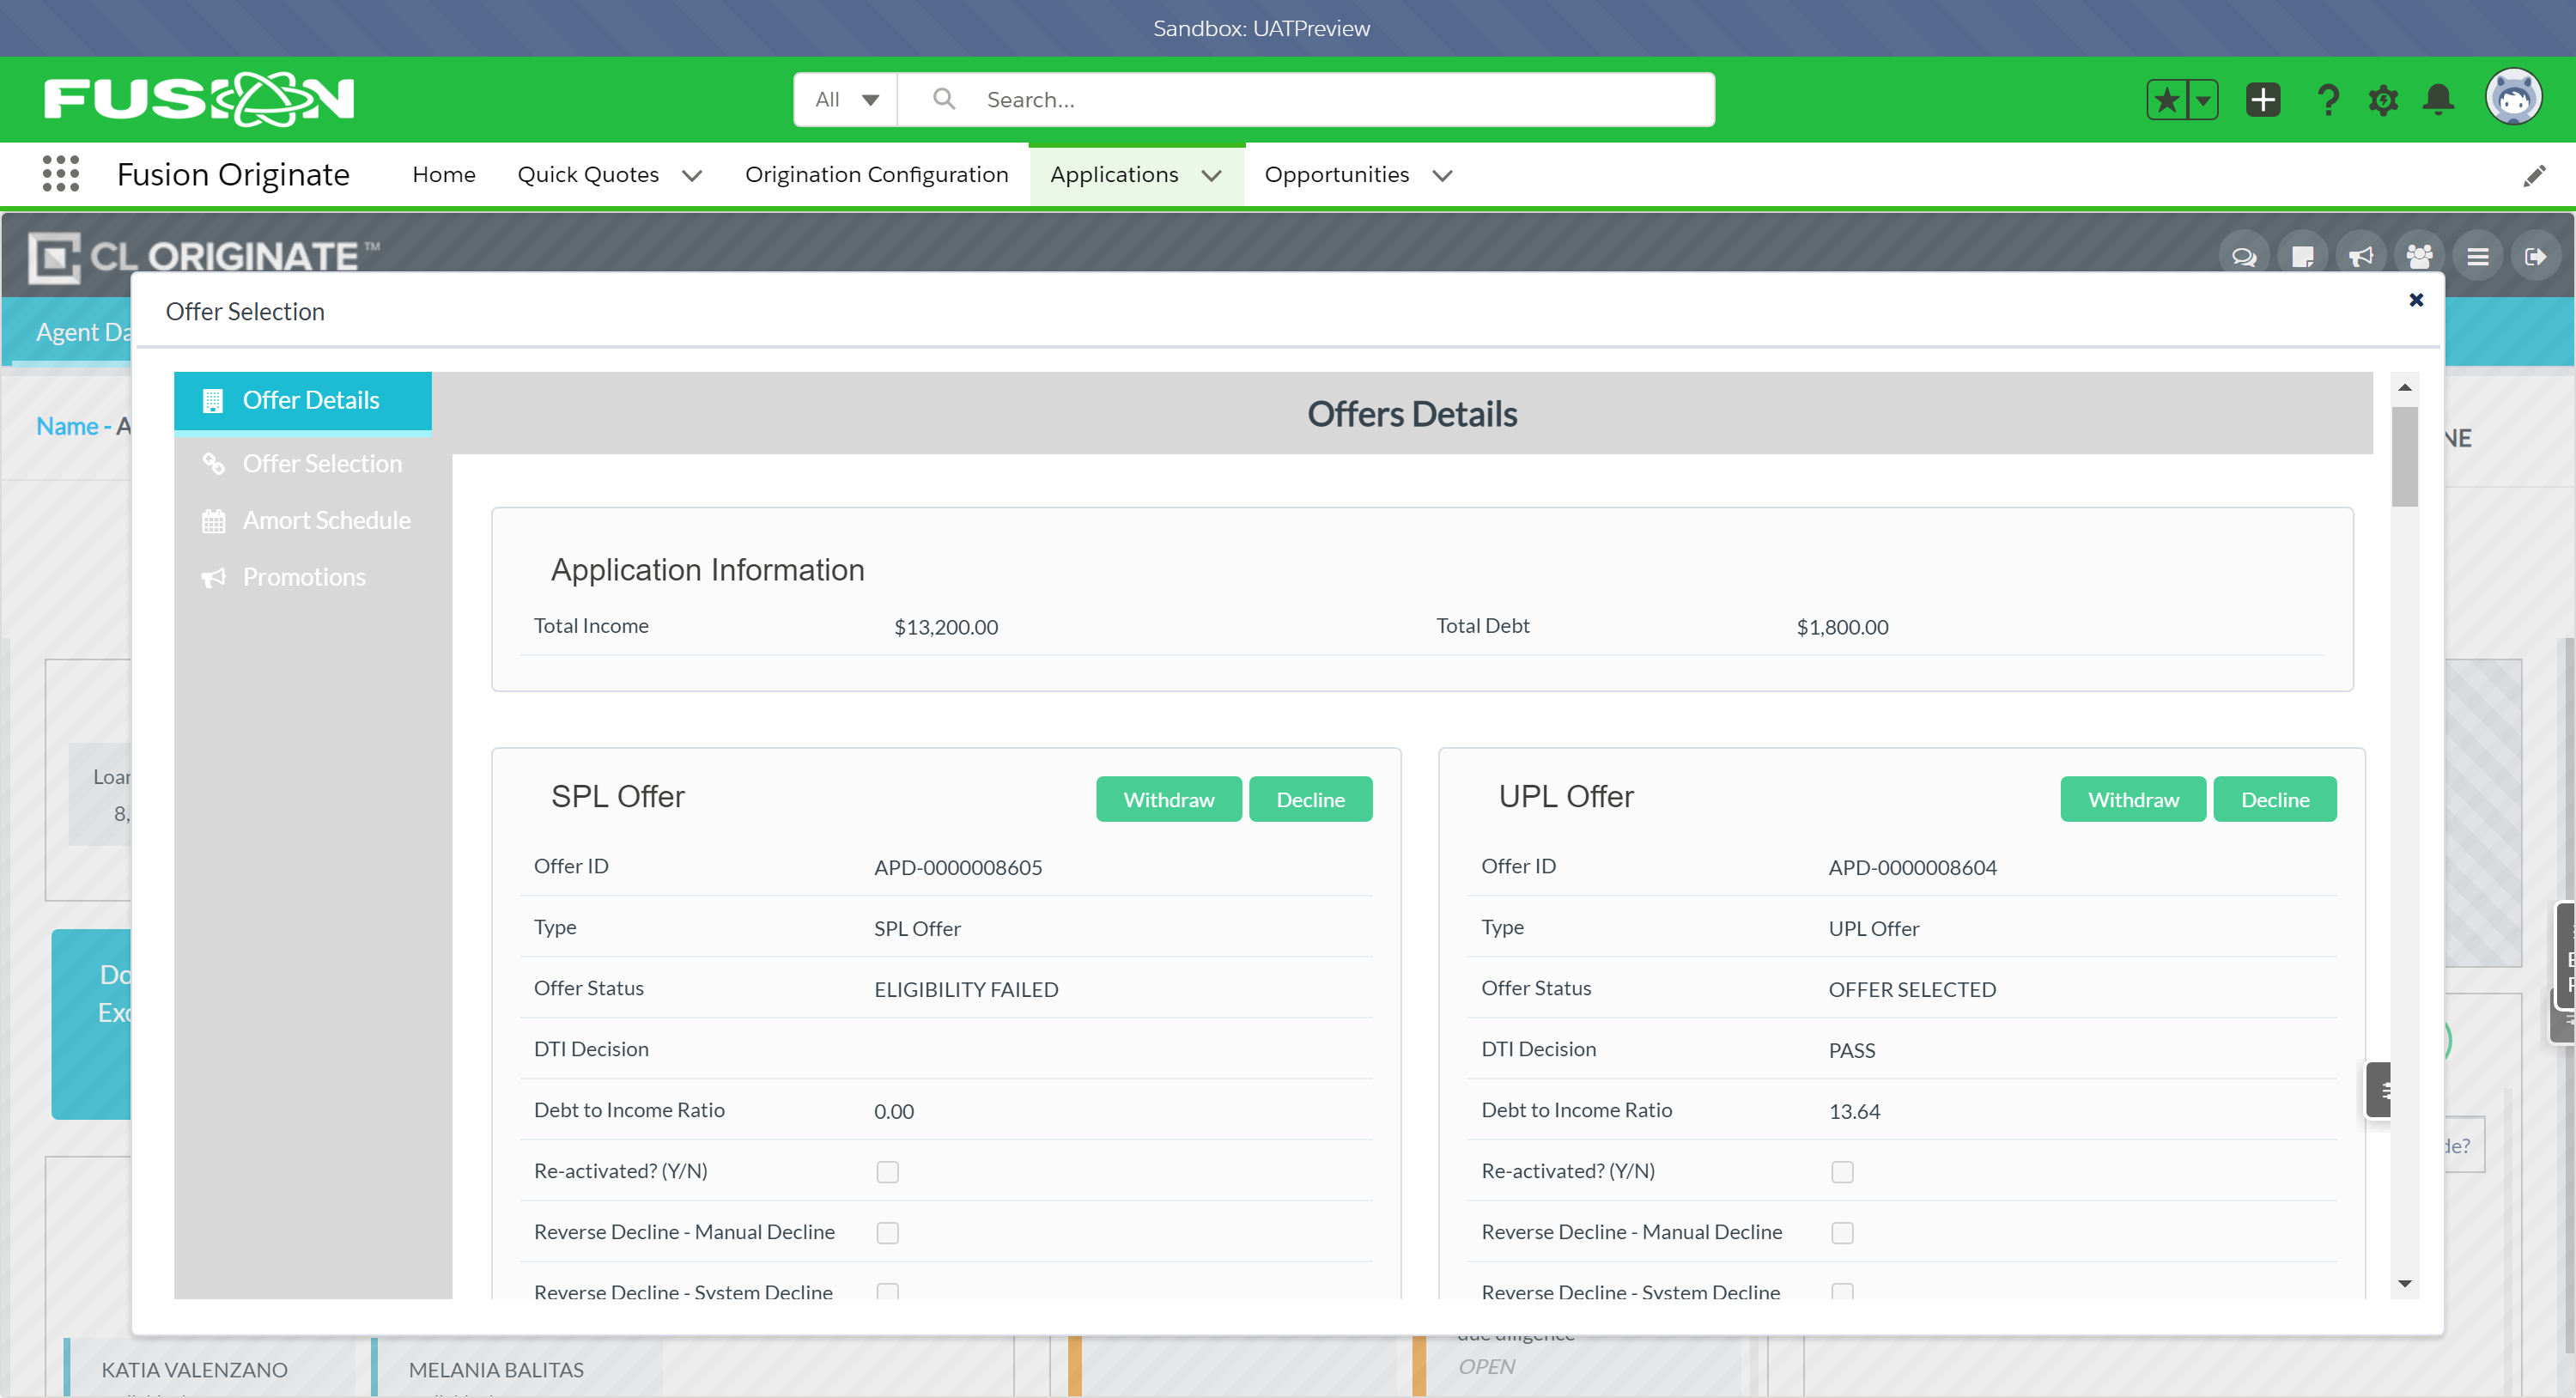 Sandbox: UATPreview
FUSION
All
Search...
Fusion Originate
Home
Quick Quotes
Origination Configuration
Applications
Opportunities
CL ORIGINATE™
Agent Da
Offer Selection
Name - A
NE
Offer Details
Offer Selection
Amort Schedule
Promotions
Offers Details
Application Information
Total Income $13,200.00 Total Debt $1,800.00
Loar
8,
SPL Offer
Withdraw
Decline
Offer ID APD-0000008605
Type SPL Offer
Offer Status ELIGIBILITY FAILED
DTI Decision
Debt to Income Ratio 0.00
Re-activated? (Y/N)
Reverse Decline - Manual Decline
Reverse Decline - System Decline
UPL Offer
Withdraw
Decline
Offer ID APD-0000008604
Type UPL Offer
Offer Status OFFER SELECTED
DTI Decision PASS
Debt to Income Ratio 13.64
Re-activated? (Y/N)
Reverse Decline - Manual Decline
Reverse Decline - System Decline
Do
Exc
de?
KATIA VALENZANO
MELANIA BALITAS
due diligence
OPEN